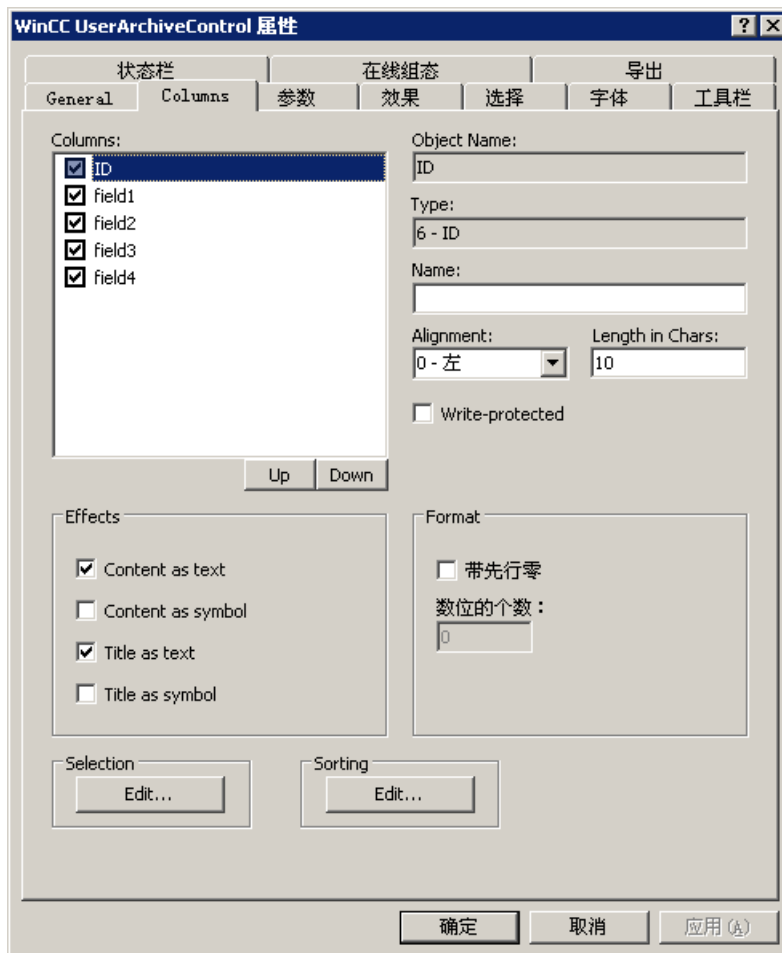 WinCC UserArchiveControl 属性
状态栏 在线组态 导出
General Columns 参数 效果 选择 字体 工具栏
Columns:
ID
field1
field2
field3
field4
Up Down
Object Name:
ID
Type:
6 - ID
Name:
Alignment: Length in Chars:
0 - 左 10
Write-protected
Effects
Content as text
Content as symbol
Title as text
Title as symbol
Format
带先行零
数位的个数：
0
Selection
Edit...
Sorting
Edit...
确定 取消 应用(A)